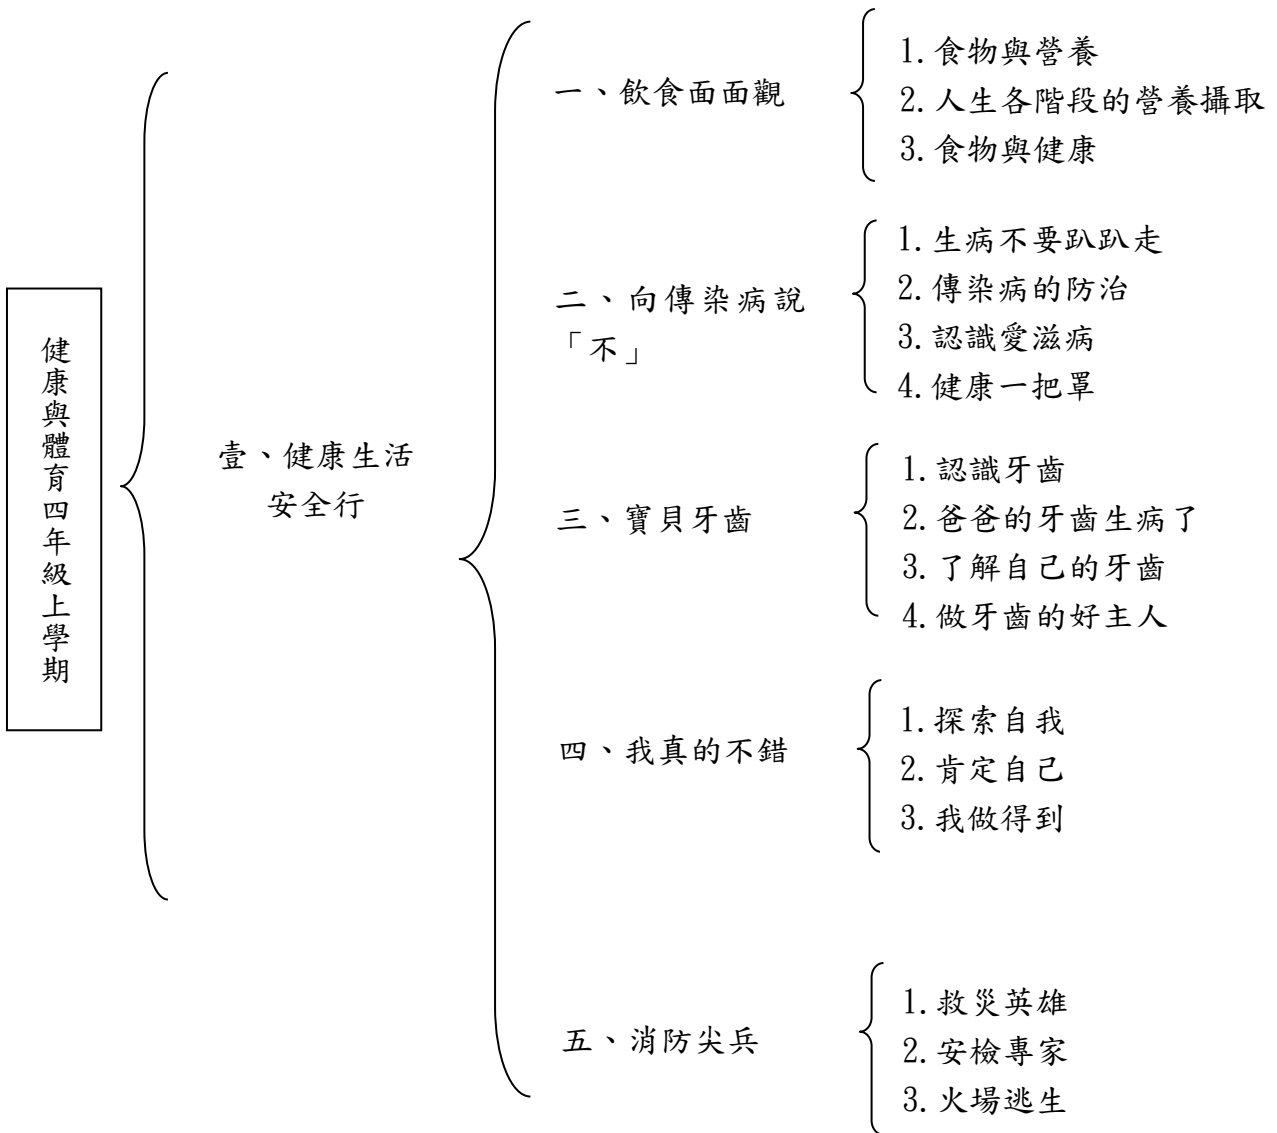 健康與體育四年級上學期
壹、健康生活
安全行
一、飲食面面觀
1.食物與營養
2.人生各階段的營養攝取
3.食物與健康
二、向傳染病說
「不」
1.生病不要趴趴走
2.傳染病的防治
3.認識愛滋病
4.健康一把罩
三、寶貝牙齒
1.認識牙齒
2.爸爸的牙齒生病了
3.了解自己的牙齒
4.做牙齒的好主人
四、我真的不錯
1.探索自我
2.肯定自己
3.我做得到
五、消防尖兵
1.救災英雄
2.安檢專家
3.火場逃生